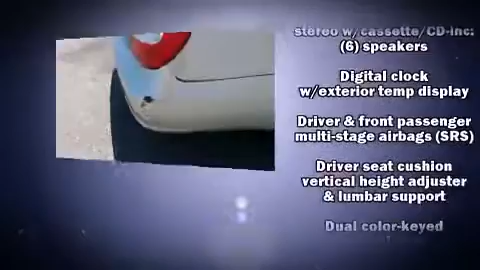 stereo w/cassette/CD-inc:
(6) speakers
Digital clock
w/exterior temp display
Driver & front passenger
multi-stage airbags (SRS)
Driver seat cushion
vertical height adjuster
& lumbar support
Dual color-keyed